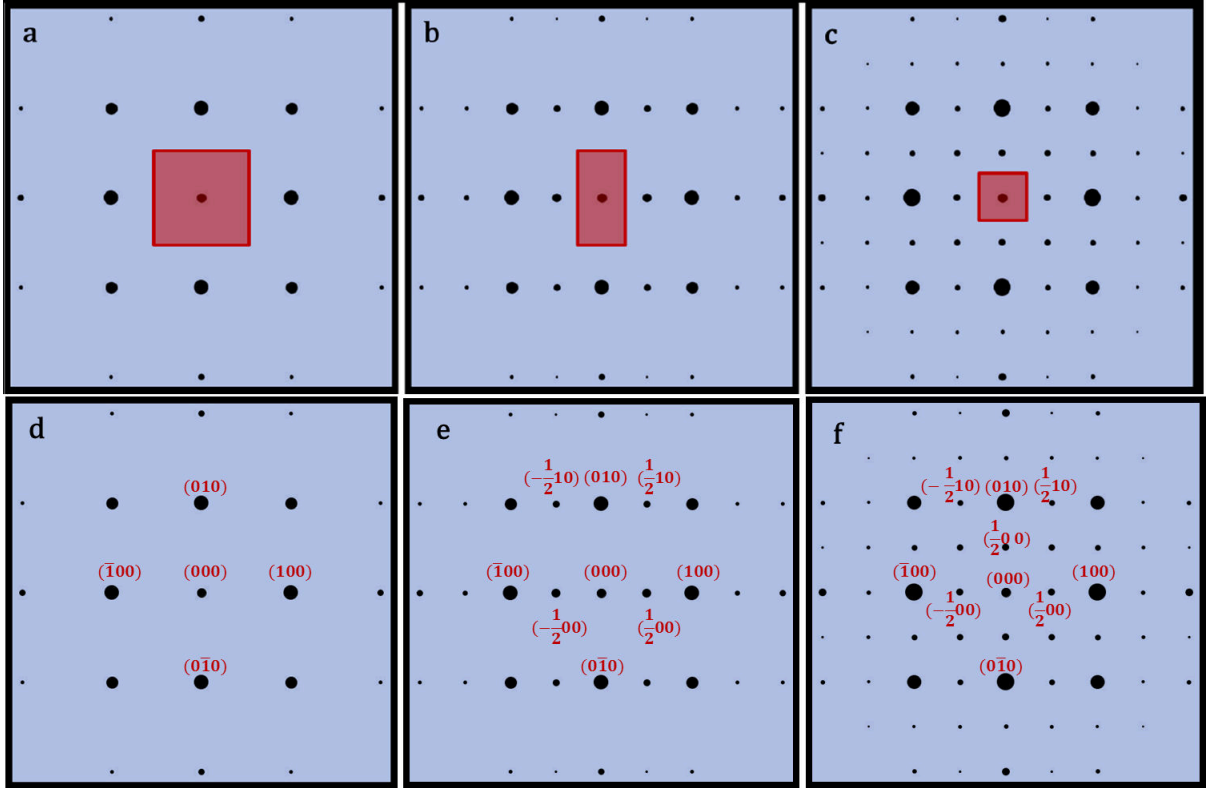 a
b
c
d
(010)
(1̅00) (000) (100)
(01̅0)
e
(-1/2 10) (010) (1/2 10)
(1̅00) (000) (100)
(-1/2 00) (1/2 00)
(01̅0)
f
(-1/2 10) (010) (1/2 10)
(1/2 0 0)
(1̅00) (000) (100)
(-1/2 00) (1/2 00)
(01̅0)